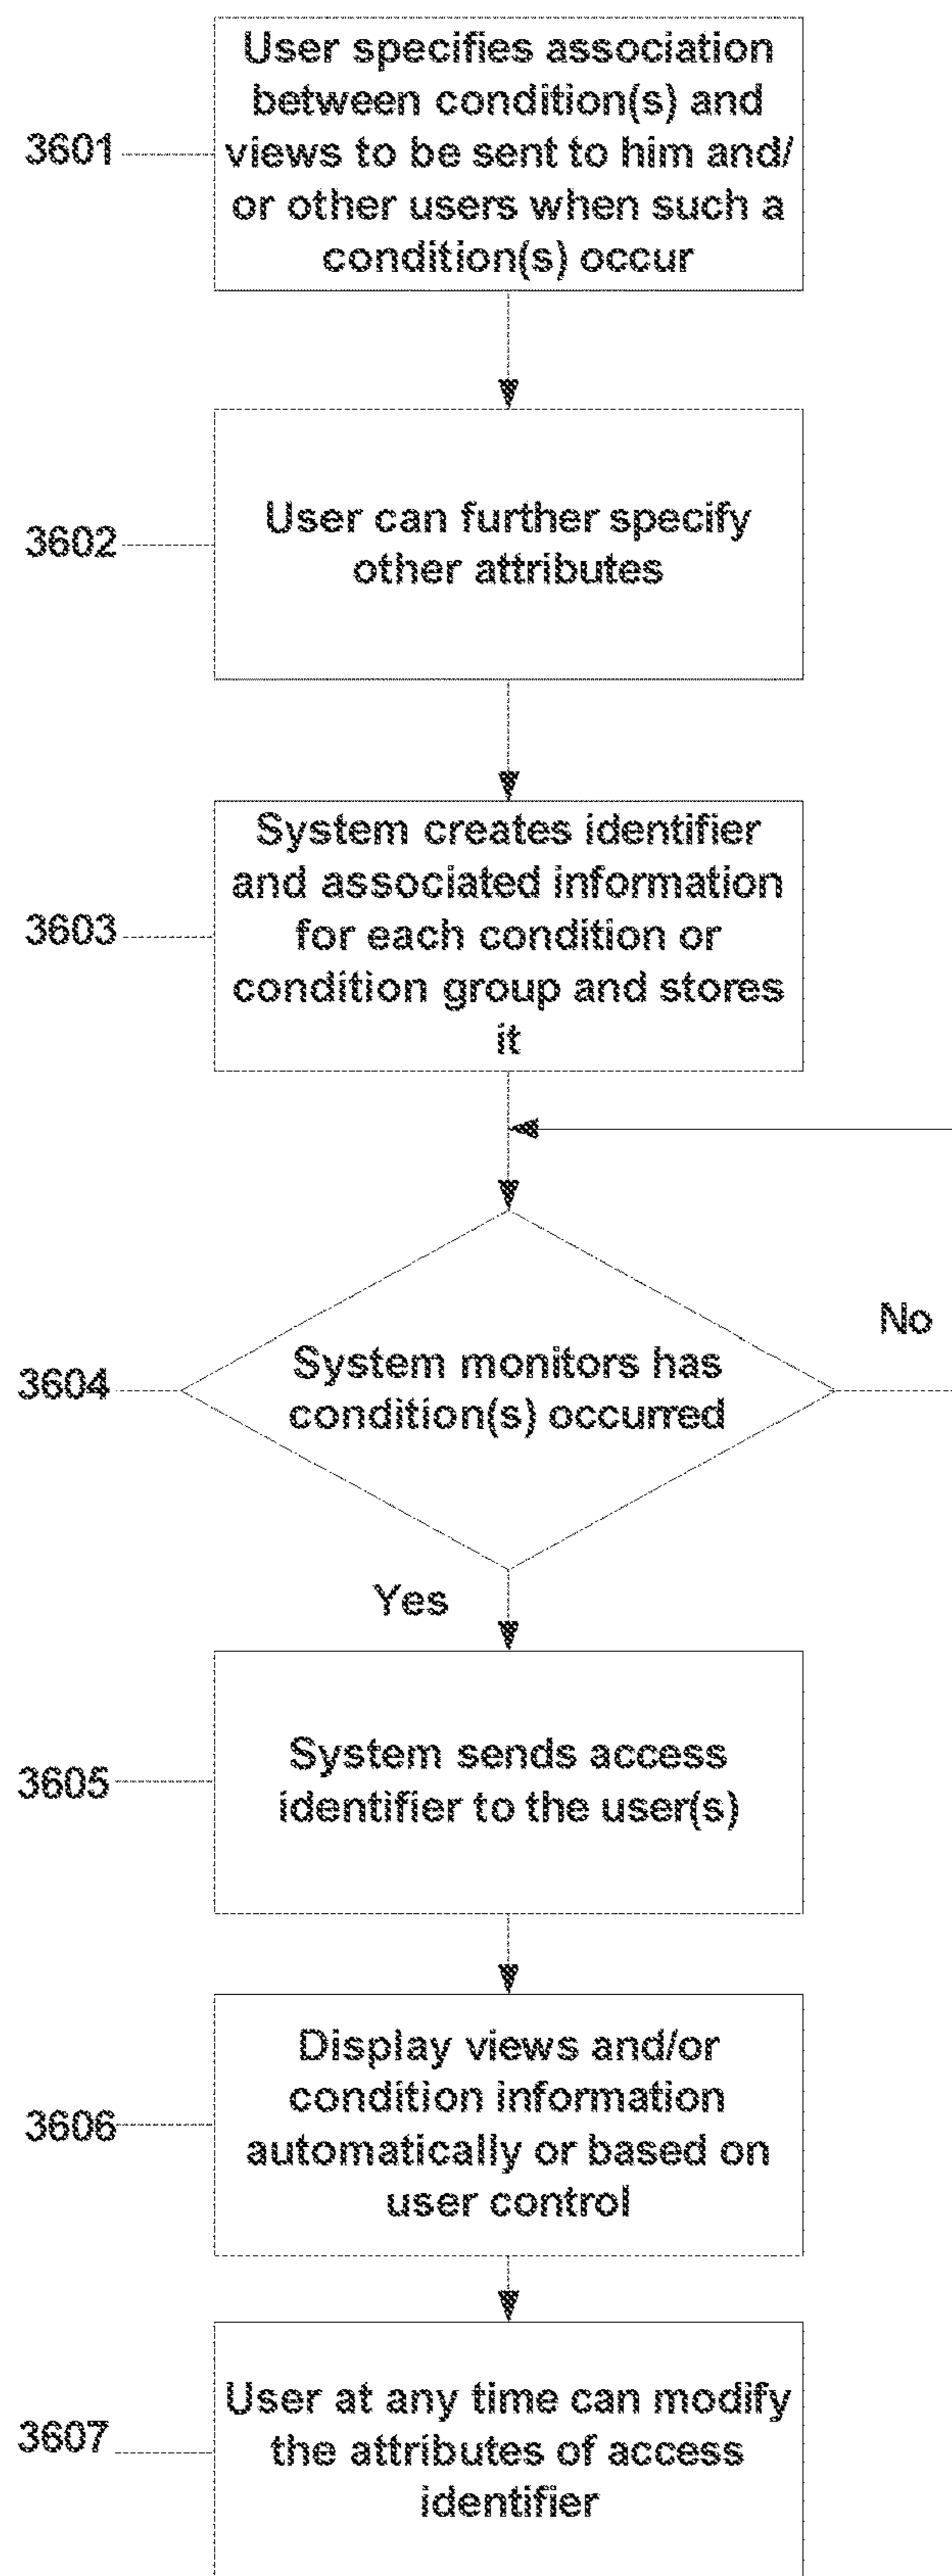 User specifies association
between condition(s) and
views to be sent to him and/
or other users when such a
condition(s) occur
3601
User can further specify
other attributes
3602
System creates identifier
and associated information
for each condition or
condition group and stores
it
3603
No
System monitors has
condition(s) occurred
3604
Yes
System sends access
identifier to the user(s)
3605
Display views and/or
condition information
automatically or based on
user control
3606
User at any time can modify
the attributes of access
identifier
3607